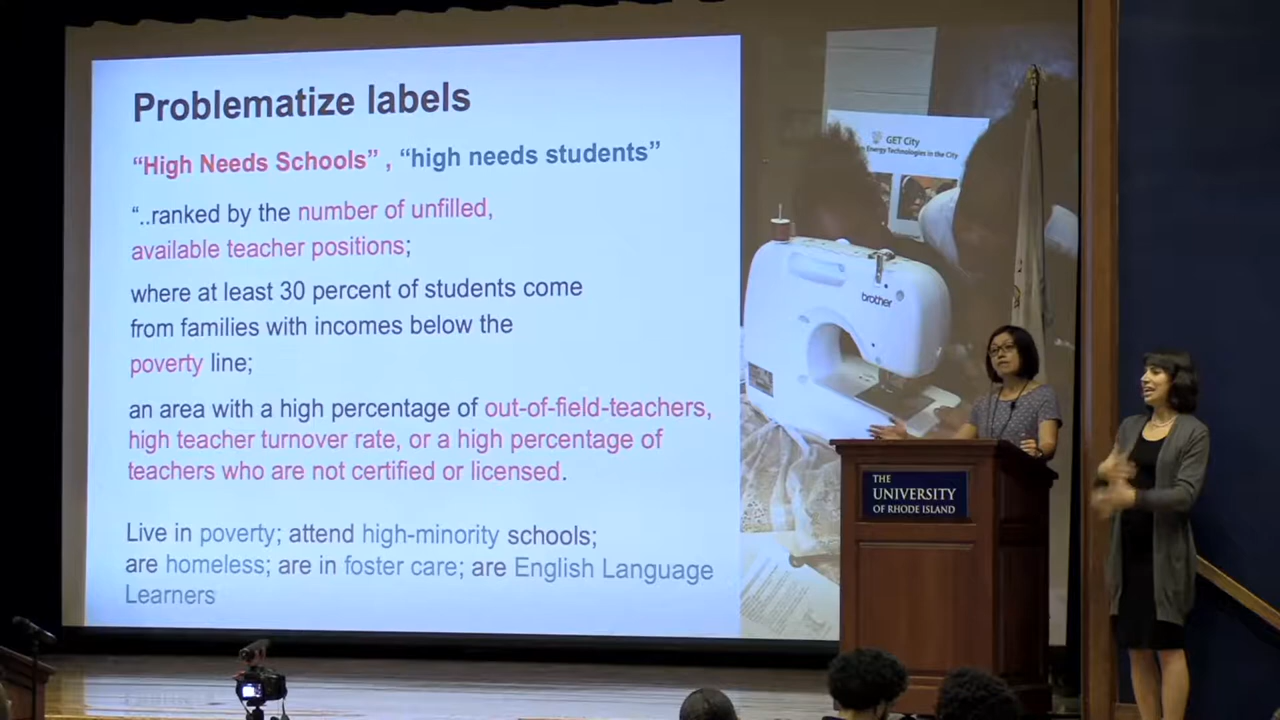 Problematize labels
“High Needs Schools” , “high needs students”
“..ranked by the number of unfilled,
available teacher positions;
where at least 30 percent of students come
from families with incomes below the
poverty line;
an area with a high percentage of out-of-field-teachers,
high teacher turnover rate, or a high percentage of
teachers who are not certified or licensed.
Live in poverty; attend high-minority schools;
are homeless; are in foster care; are English Language
Learners
GET City
Energy Technologies in the City
brother
THE
UNIVERSITY
OF RHODE ISLAND